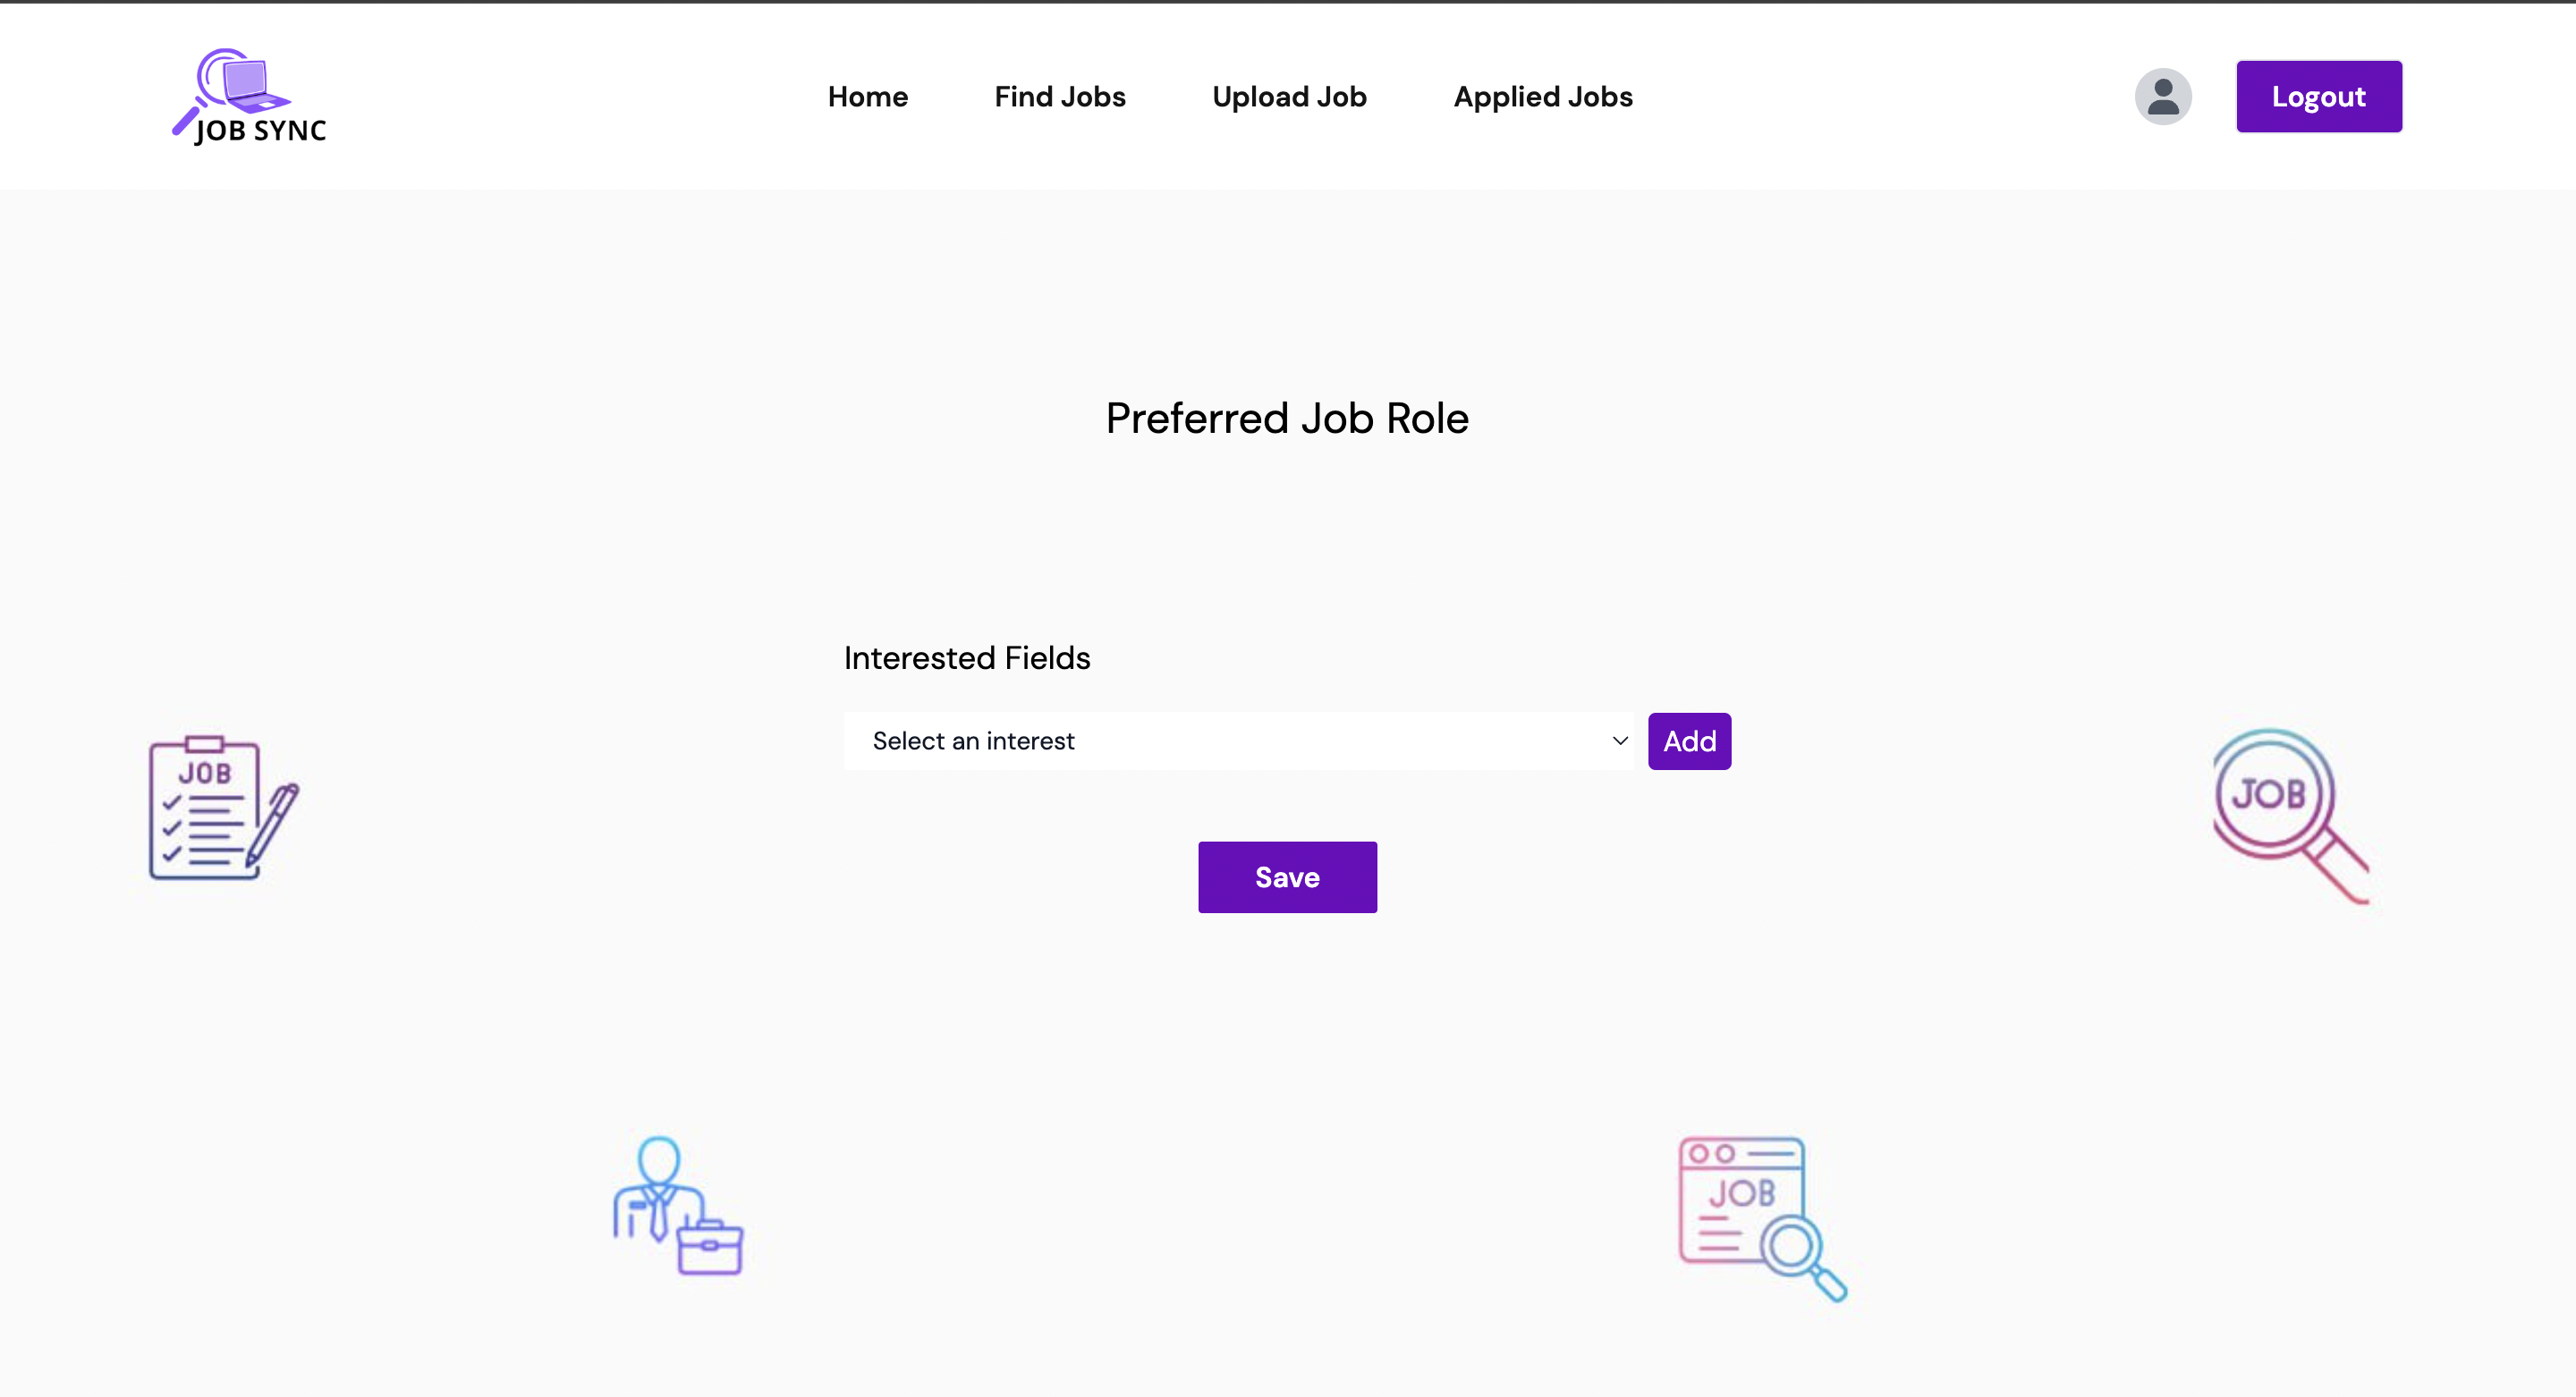 JOB SYNC
Home Find Jobs Upload Job Applied Jobs Logout
Preferred Job Role
Interested Fields
Select an interest Add
JOB
JOB
Save
JOB